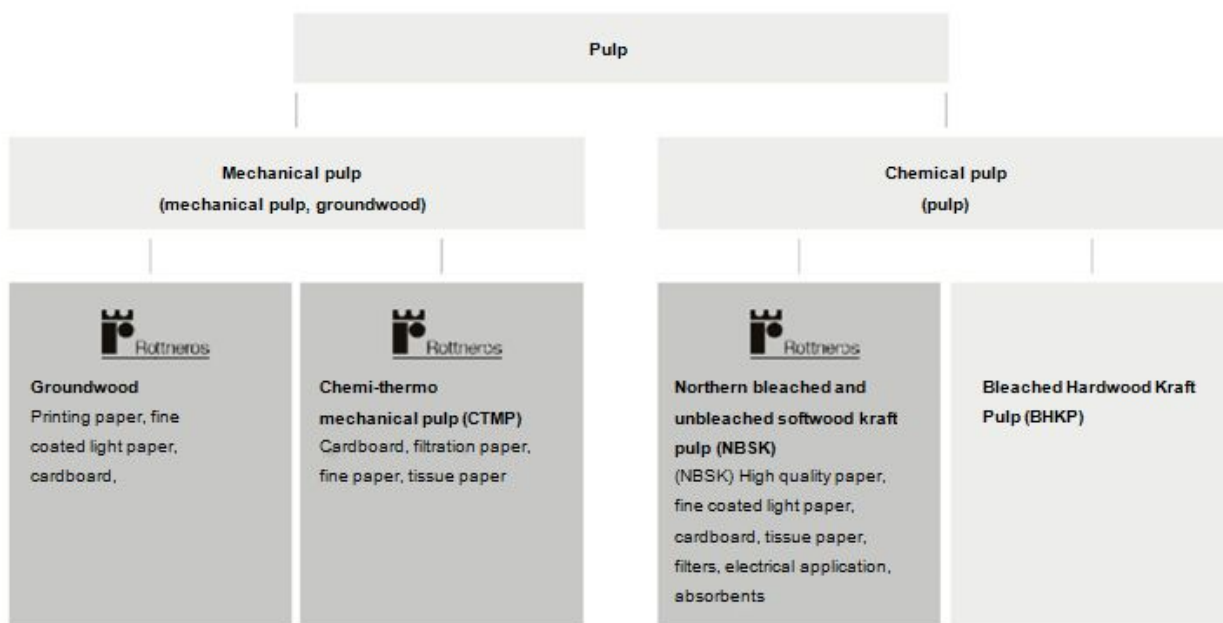 Pulp
Mechanical pulp
(mechanical pulp, groundwood)
Chemical pulp
(pulp)
Rottneros
Groundwood
Printing paper, fine
coated light paper,
cardboard,
Rottneros
Chemi-thermo
mechanical pulp (CTMP)
Cardboard, filtration paper,
fine paper, tissue paper
Rottneros
Northern bleached and
unbleached softwood kraft
pulp (NBSK)
(NBSK) High quality paper,
fine coated light paper,
cardboard, tissue paper,
filters, electrical application,
absorbents
Bleached Hardwood Kraft
Pulp (BHKP)